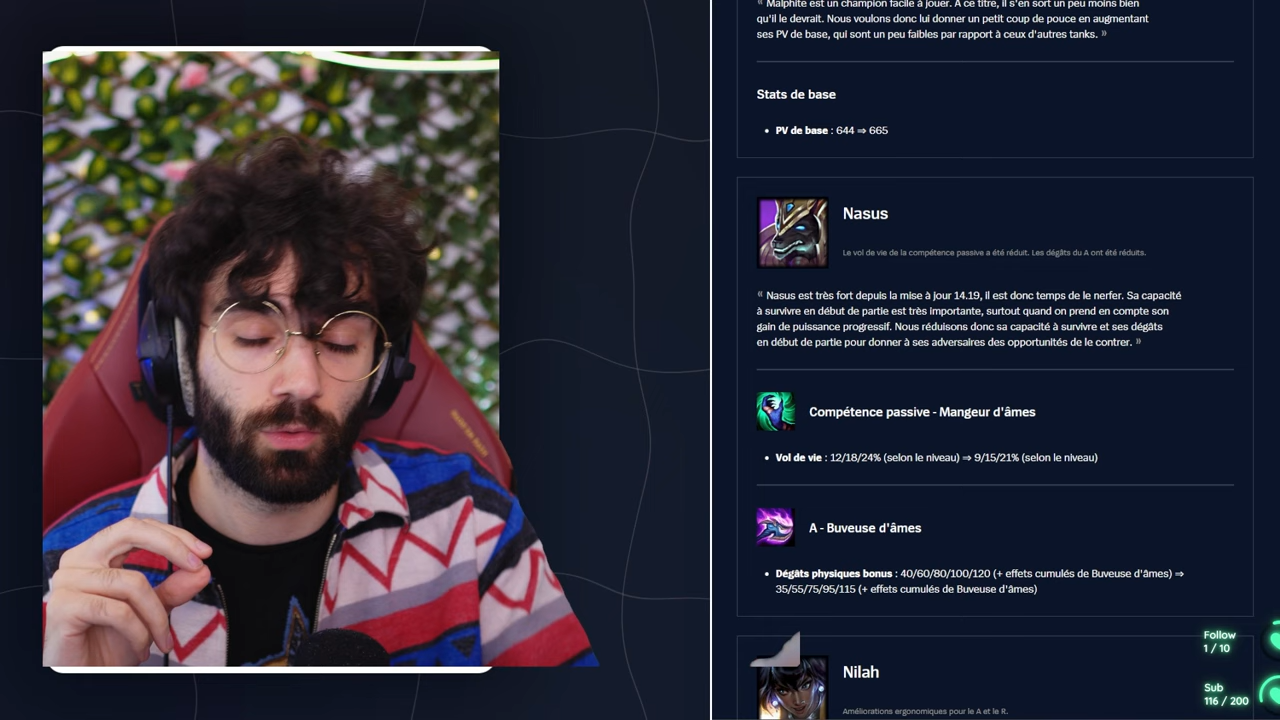 « Malphite est un champion facile à jouer. À ce titre, il s'en sort un peu moins bien
qu'il le devrait. Nous voulons donc lui donner un petit coup de pouce en augmentant
ses PV de base, qui sont un peu faibles par rapport à ceux d'autres tanks. »
Stats de base
• PV de base : 644 ⇒ 665
Nasus
Le vol de vie de la compétence passive a été réduit. Les dégâts du A ont été réduits.
« Nasus est très fort depuis la mise à jour 14.19, il est donc temps de le nerfer. Sa capacité
à survivre en début de partie est très importante, surtout quand on prend en compte son
gain de puissance progressif. Nous réduisons donc sa capacité à survivre et ses dégâts
en début de partie pour donner à ses adversaires des opportunités de le contrer. »
Compétence passive - Mangeur d'âmes
• Vol de vie : 12/18/24% (selon le niveau) ⇒ 9/15/21% (selon le niveau)
A - Buveuse d'âmes
• Dégâts physiques bonus : 40/60/80/100/120 (+ effets cumulés de Buveuse d'âmes) ⇒
35/55/75/95/115 (+ effets cumulés de Buveuse d'âmes)
Nilah
Améliorations ergonomiques pour le A et le R.
Follow
1 / 10
Sub
116 / 200